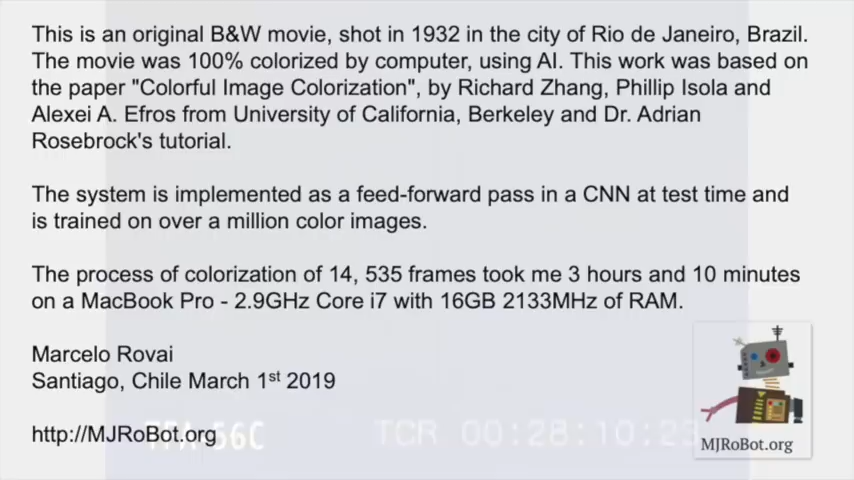 This is an original B&W movie, shot in 1932 in the city of Rio de Janeiro, Brazil.
The movie was 100% colorized by computer, using AI. This work was based on
the paper "Colorful Image Colorization", by Richard Zhang, Phillip Isola and
Alexei A. Efros from University of California, Berkeley and Dr. Adrian
Rosebrock's tutorial.
The system is implemented as a feed-forward pass in a CNN at test time and
is trained on over a million color images.
The process of colorization of 14, 535 frames took me 3 hours and 10 minutes
on a MacBook Pro - 2.9GHz Core i7 with 16GB 2133MHz of RAM.
Marcelo Rovai
Santiago, Chile March 1st 2019
http://MJRoBot.org
TCR 00:28:10:23
MJRoBot.org